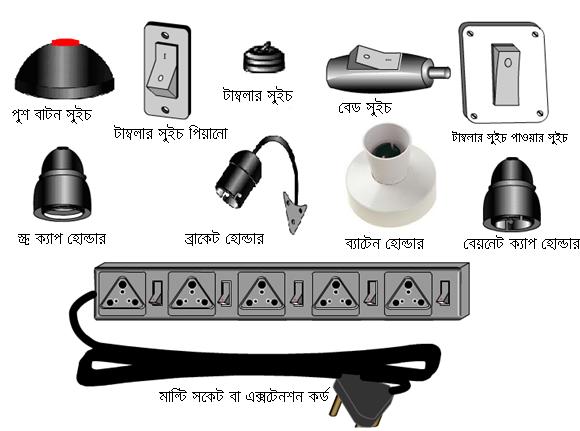 পুশ বাটন সুইচ
টাম্বলার সুইচ পিয়ানো
টাম্বলার সুইচ
বেড সুইচ
টাম্বলার সুইচ পাওয়ার সুইচ
স্ক্র ক্যাপ হোল্ডার
ব্রাকেট হোল্ডার
ব্যাটেন হোল্ডার
বেয়নেট ক্যাপ হোল্ডার
মাল্টি সকেট বা এক্সটেনশন কর্ড